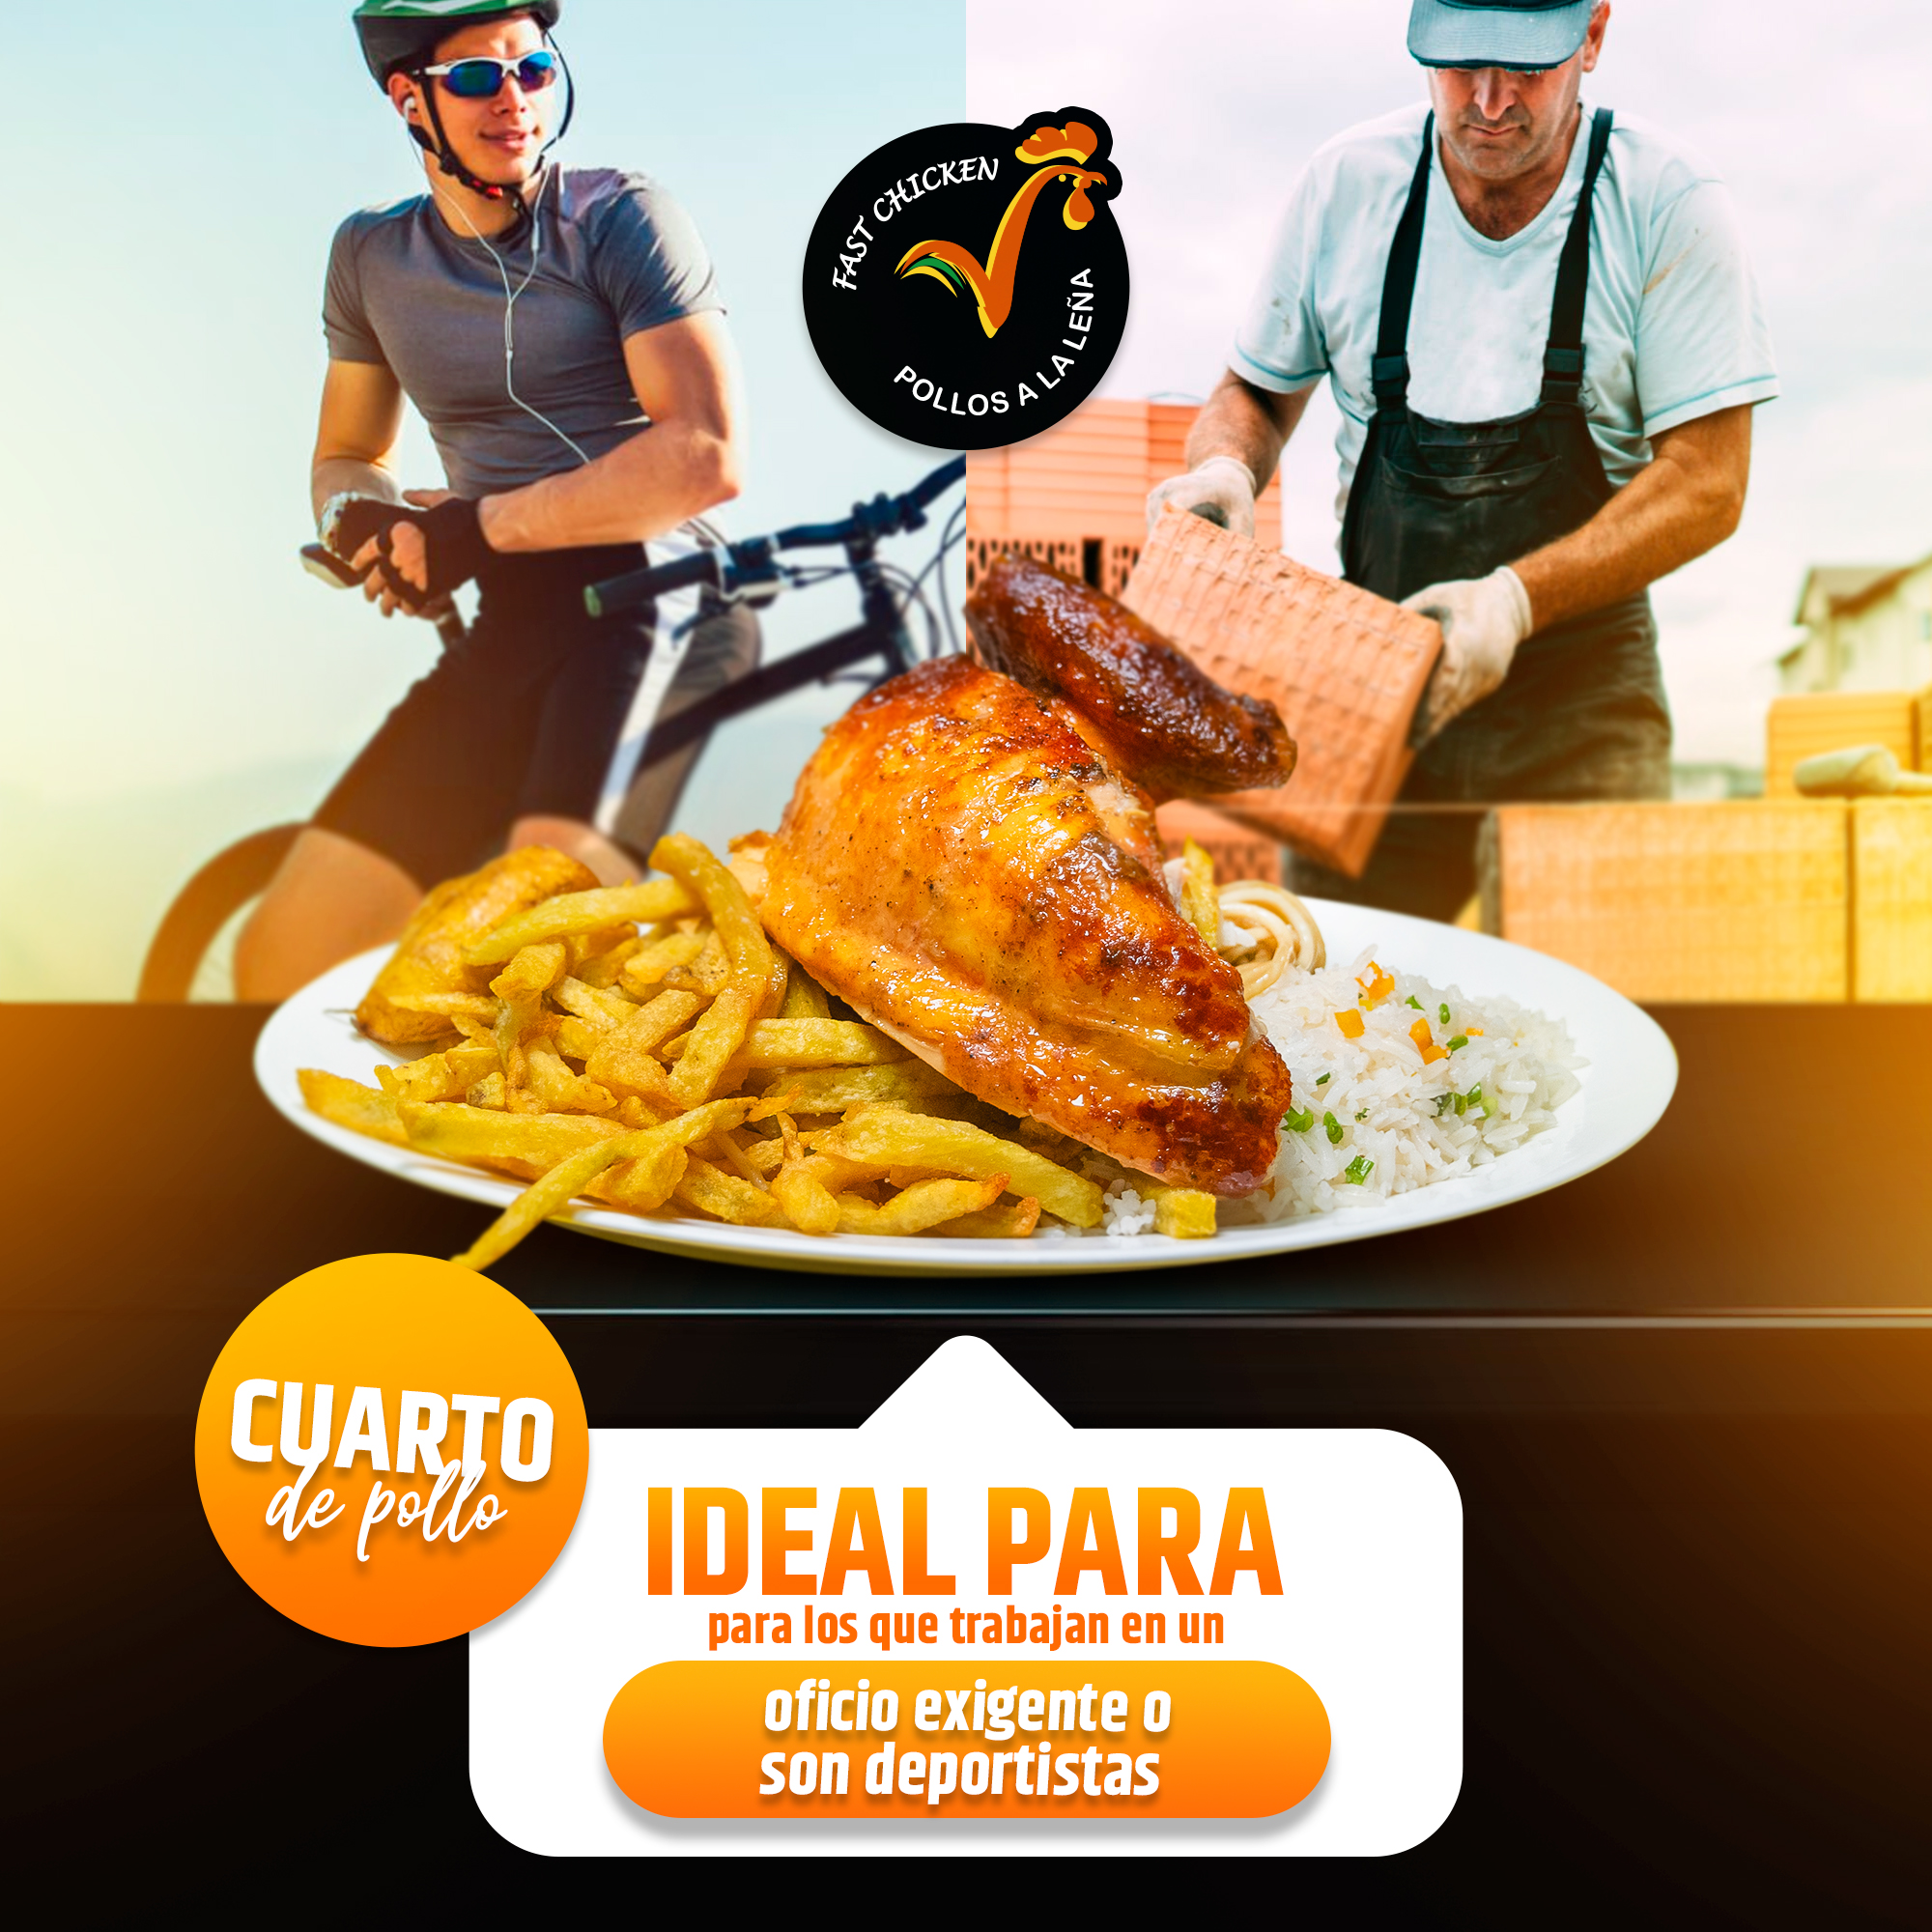 FAST CHICKEN
POLLOS A LA LEÑA
CUARTO
de pollo
IDEAL PARA
para los que trabajan en un
oficio exigente o
son deportistas